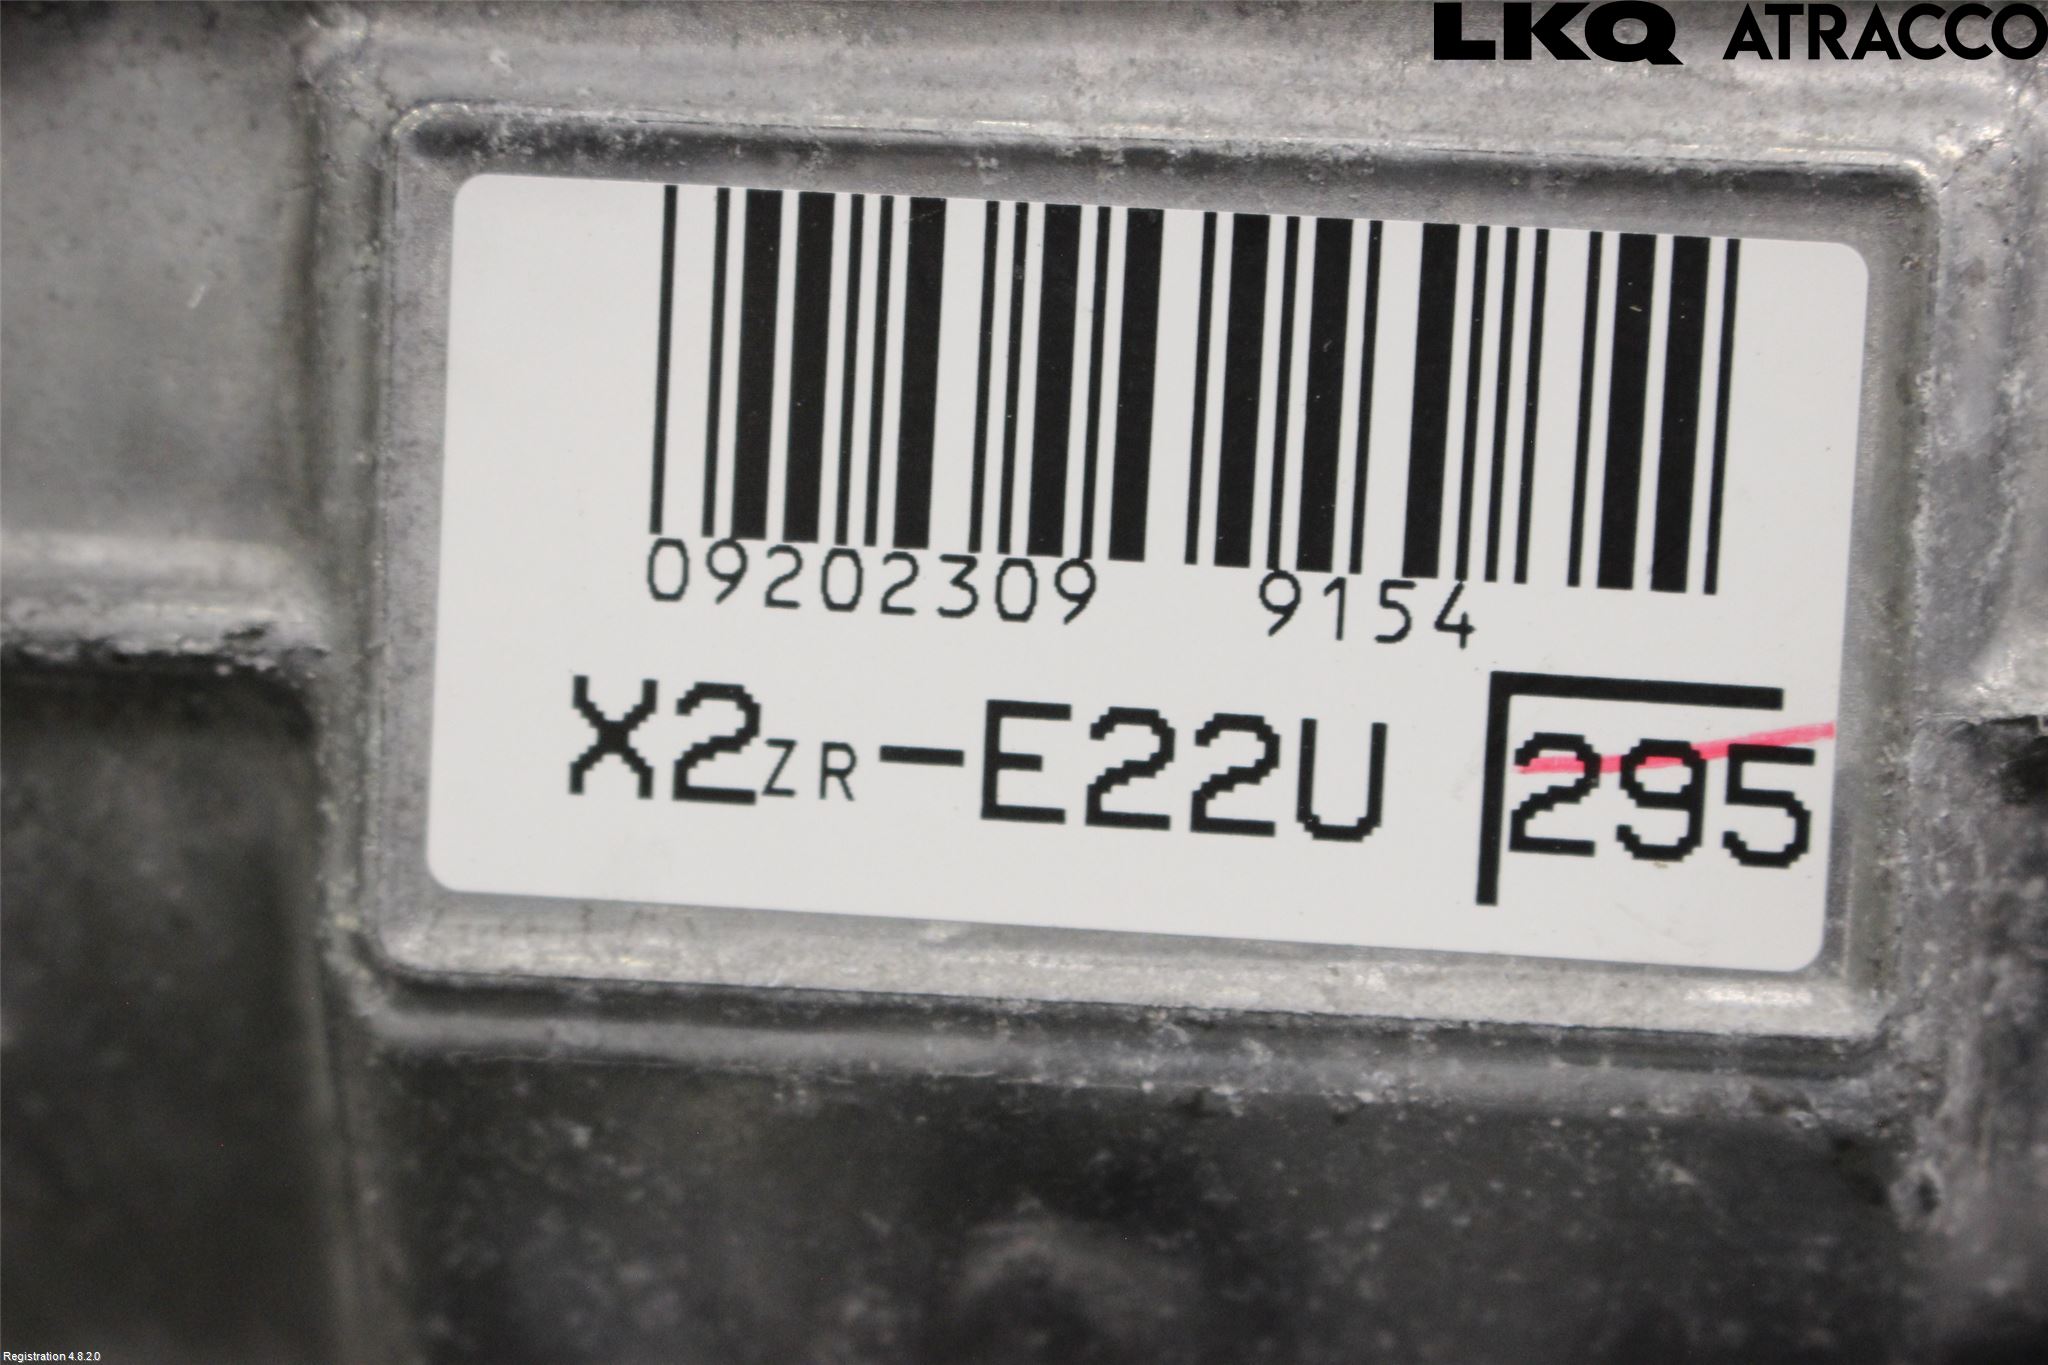 LKQ ATRACCO
09202309 9154
X2ZR-E22U 295
Registration 4.8.2.0